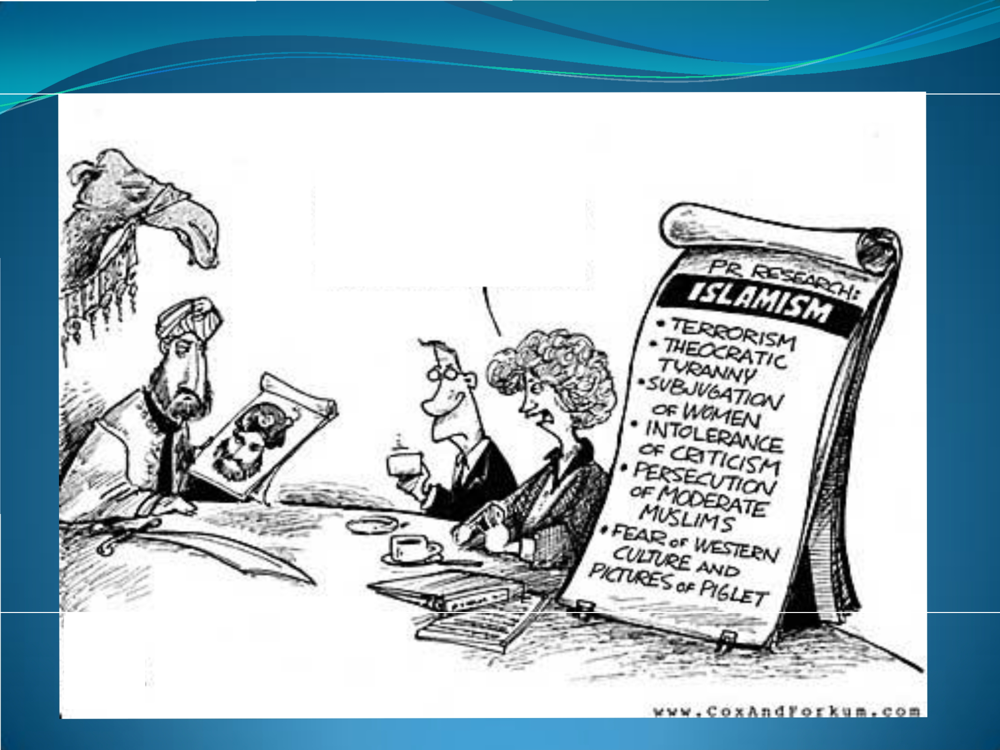 PR RESEARCH:
ISLAMISM
• TERRORISM
• THEOCRATIC
TYRANNY
• SUBJUGATION
OF WOMEN
• INTOLERANCE
OF CRITICISM
• PERSECUTION
OF MODERATE
MUSLIMS
• FEAR OF WESTERN
CULTURE AND
PICTURES OF PIGLET
www.CoxAndForkum.com